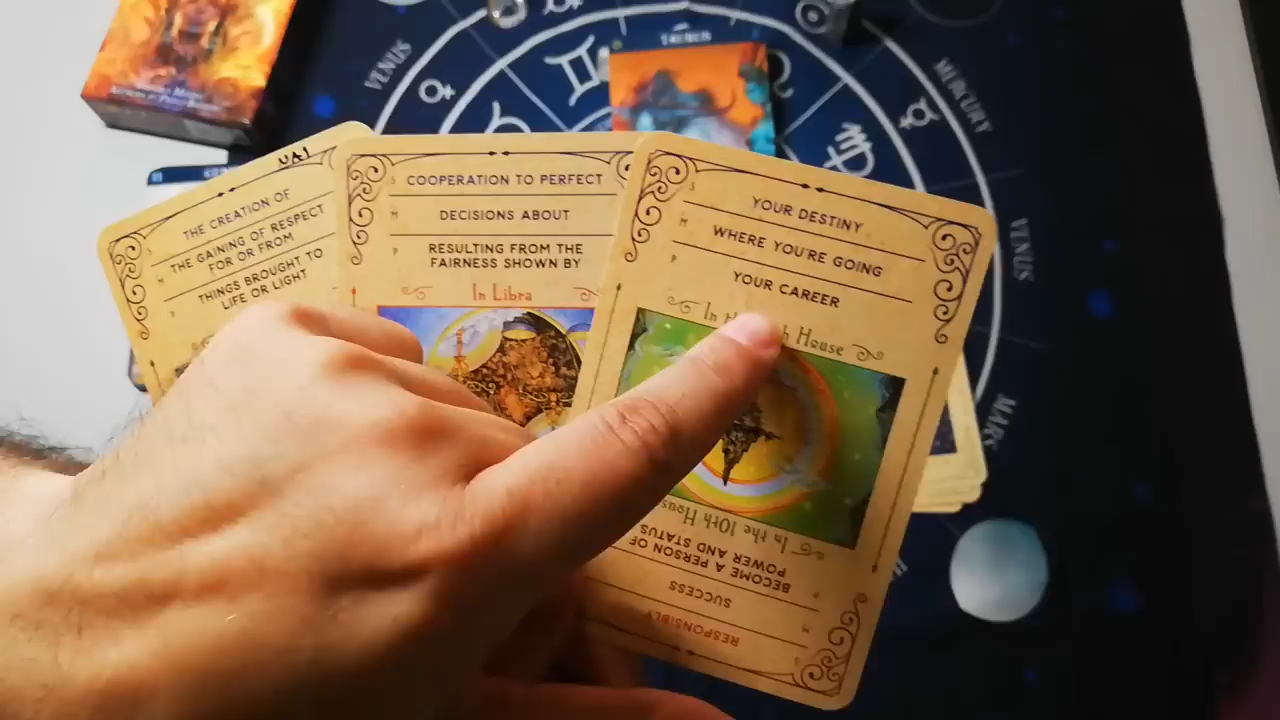 VENUS
MERCURY
VENUS
MARS
THE CREATION OF
THE GAINING OF RESPECT
FOR OR FROM
THINGS BROUGHT TO
LIFE OR LIGHT
S
COOPERATION TO PERFECT
M
DECISIONS ABOUT
P
RESULTING FROM THE
FAIRNESS SHOWN BY
In Libra
S
YOUR DESTINY
M
WHERE YOU'RE GOING
P
YOUR CAREER
In House
In the 10th House
BECOME A PERSON OF
POWER AND STATUS
SUCCESS
RESPONSIBLY